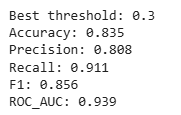 Best threshold: 0.3
Accuracy: 0.835
Precision: 0.808
Recall: 0.911
F1: 0.856
ROC_AUC: 0.939